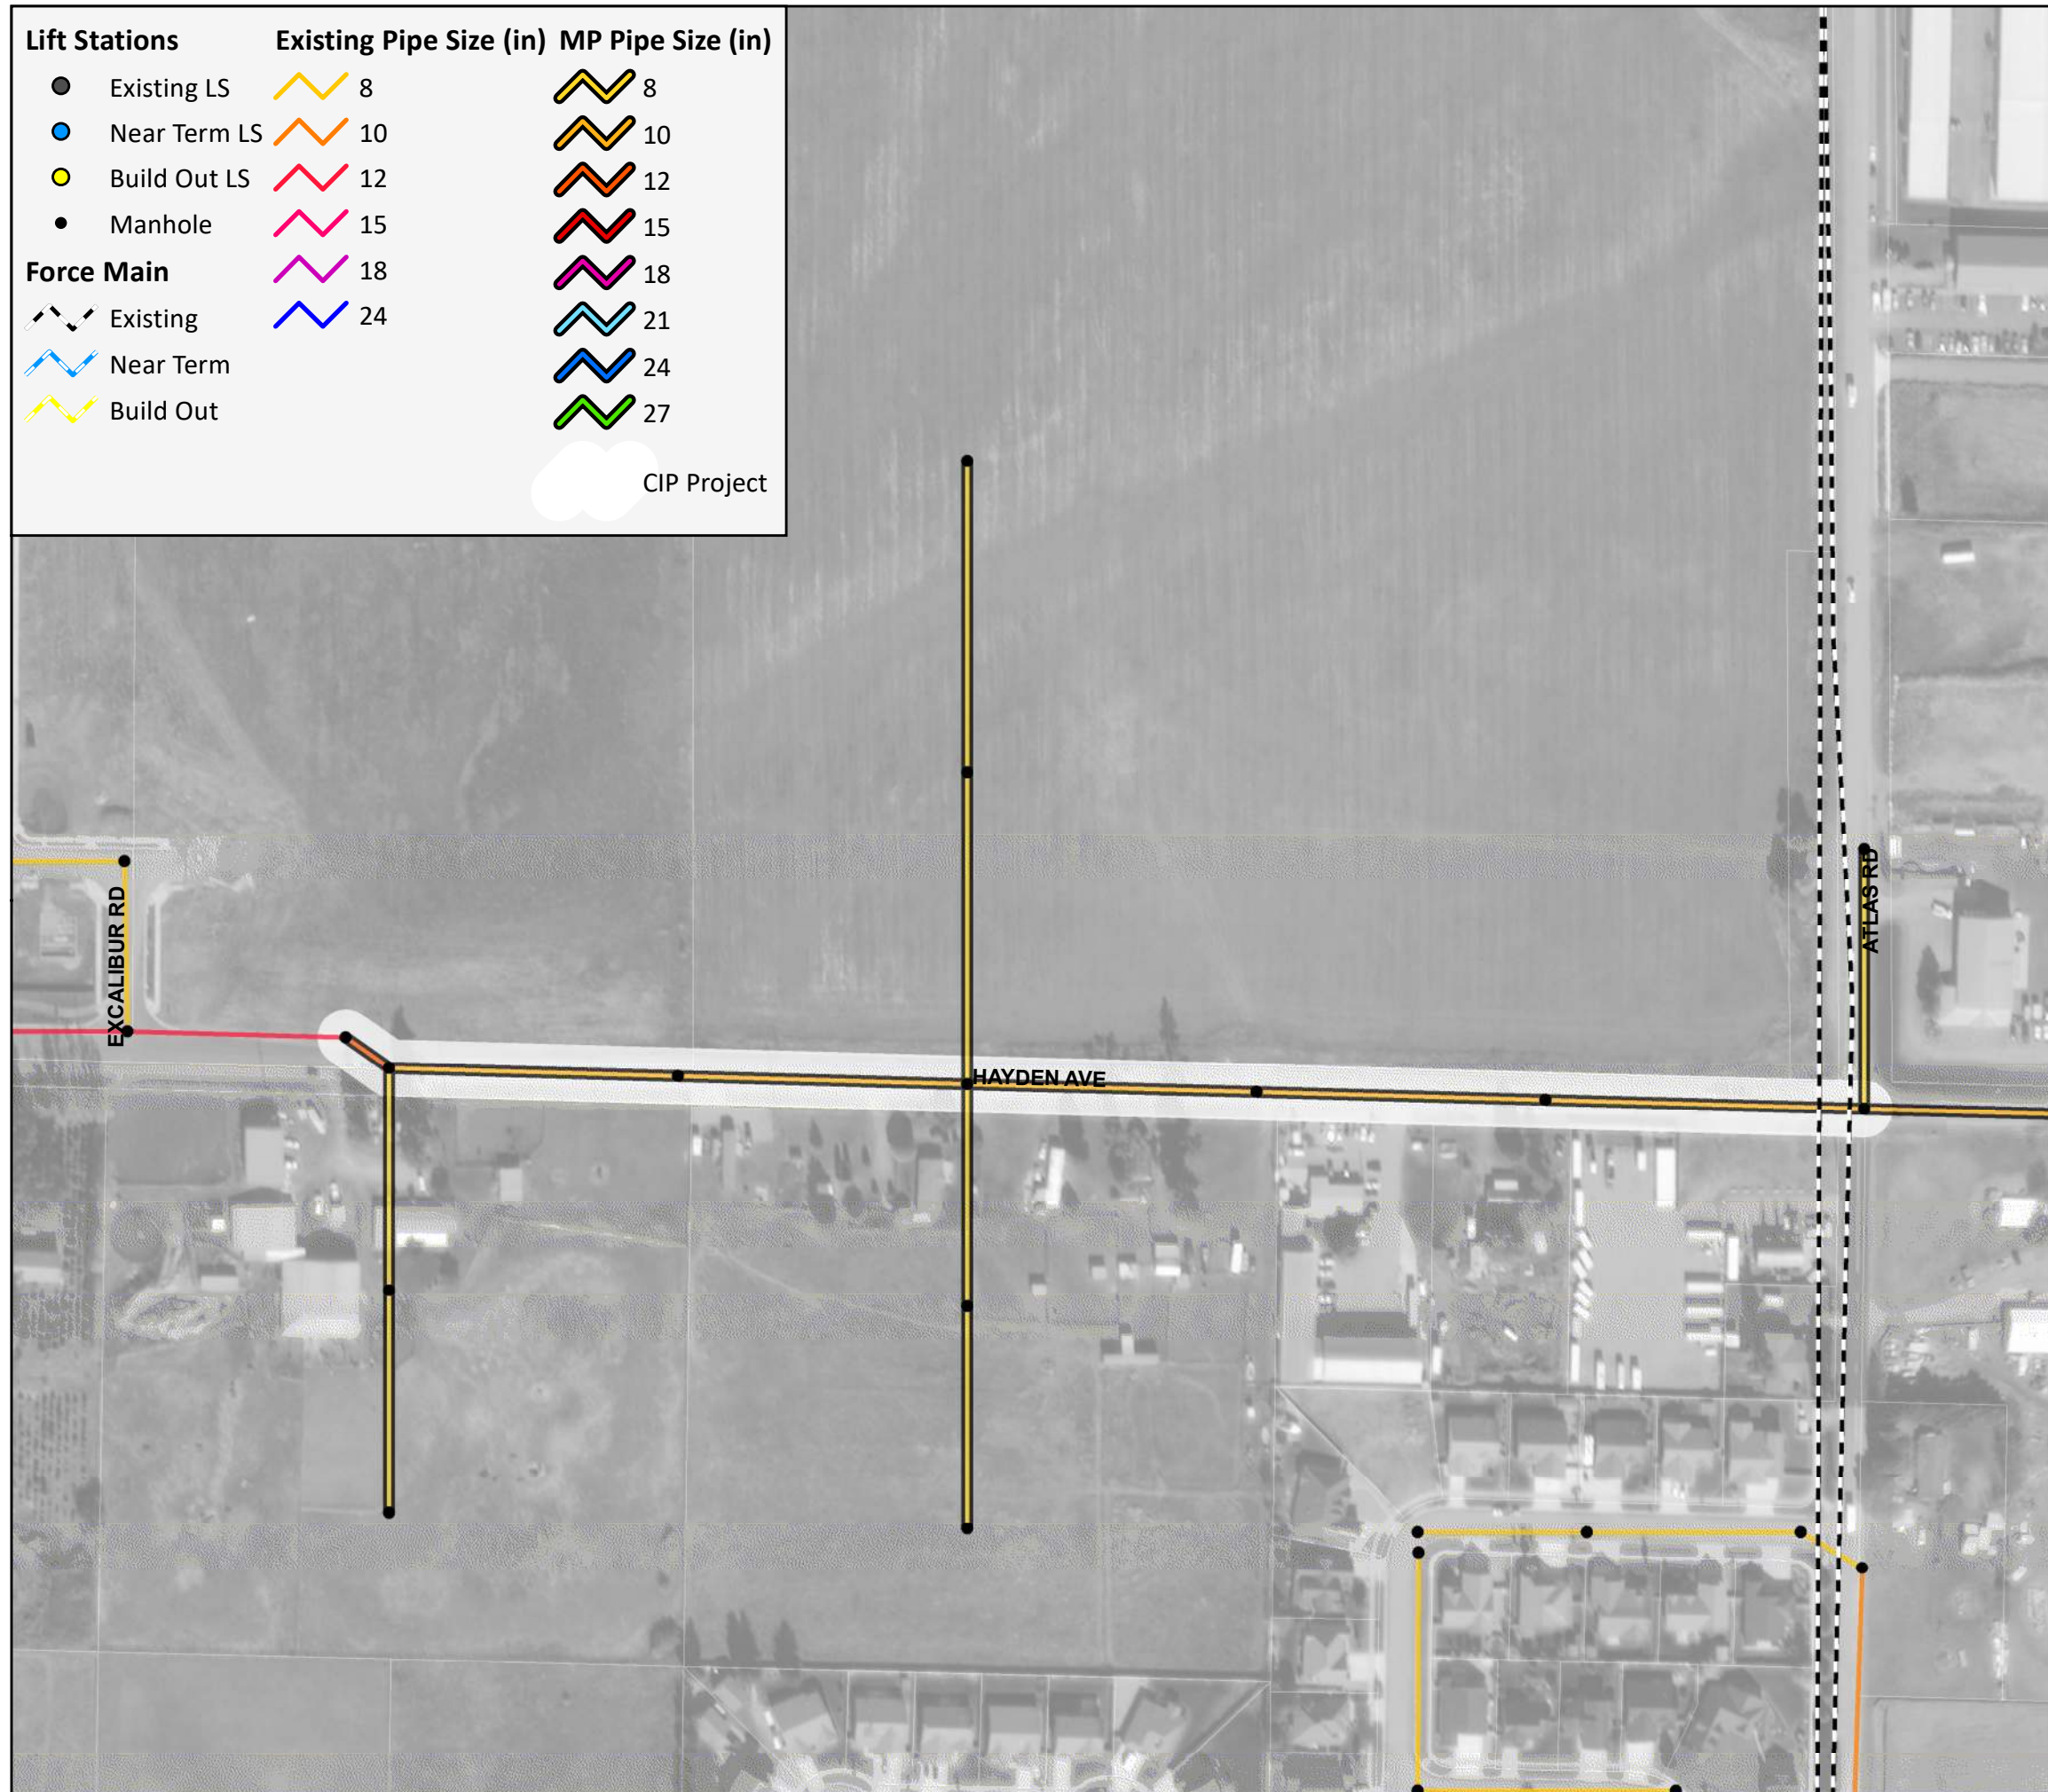 Lift Stations
Existing LS
Near Term LS
Build Out LS
Manhole
Force Main
Existing
Near Term
Build Out
Existing Pipe Size (in)
8
10
12
15
18
24
MP Pipe Size (in)
8
10
12
15
18
21
24
27
CIP Project
EXCALIBUR RD
HAYDEN AVE
ATLAS RD